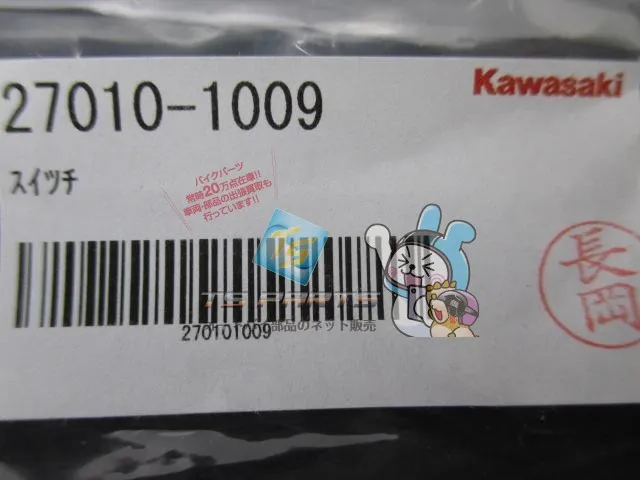 Kawasaki
27010-1009
スイツチ
バイクパーツ
常時20万点在庫!!
車両・部品の出張買取も
行っています!!
長岡
TS
TS PARTS
部品のネット販売
270101009